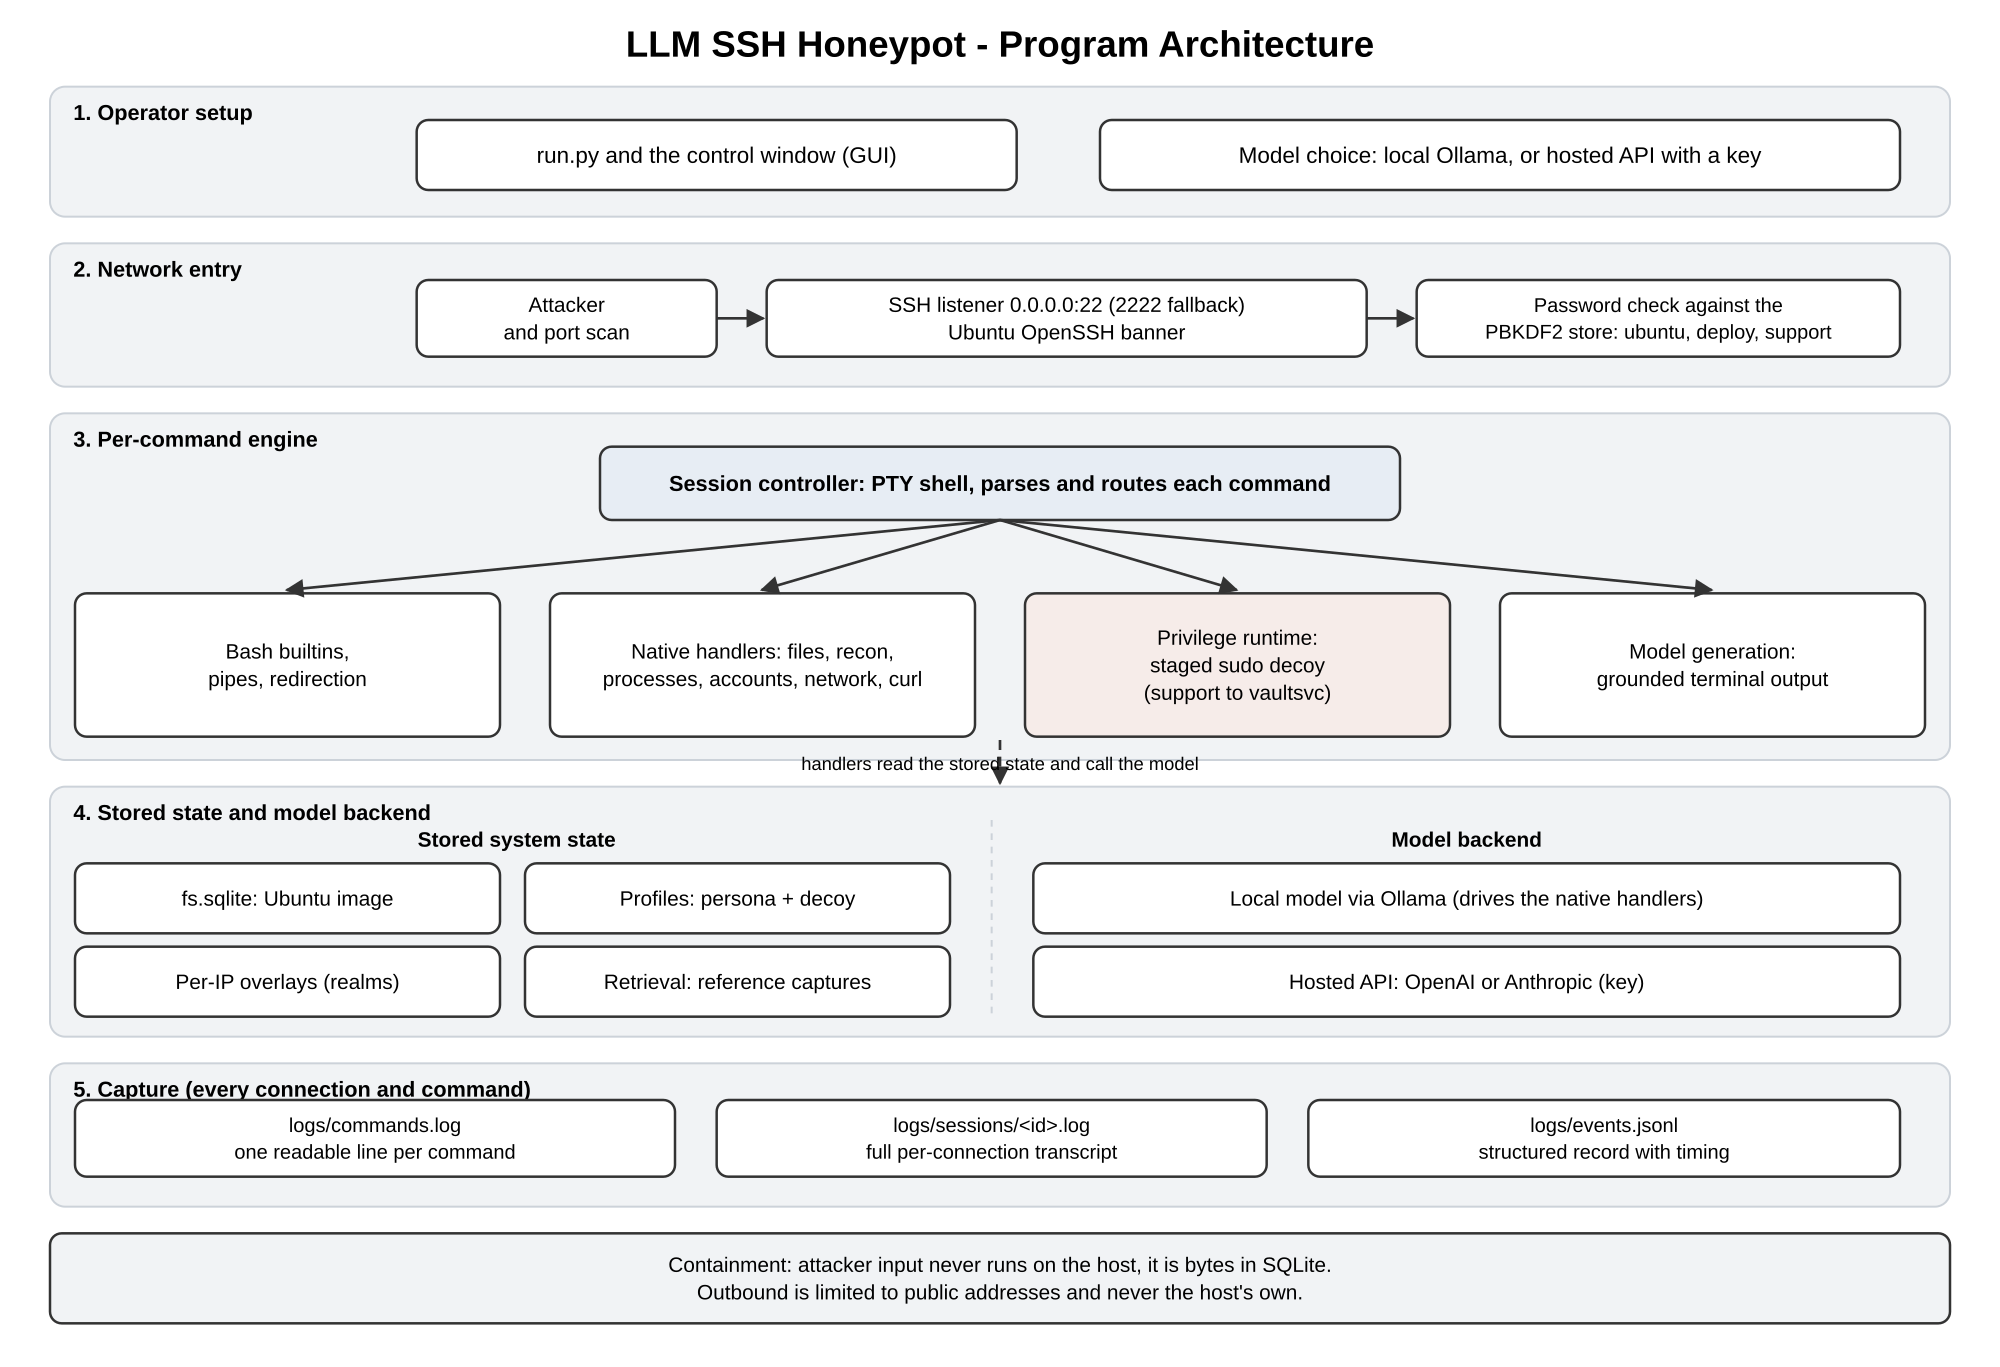 LLM SSH Honeypot - Program Architecture
1. Operator setup
run.py and the control window (GUI)
Model choice: local Ollama, or hosted API with a key
2. Network entry
Attacker
and port scan
SSH listener 0.0.0.0:22 (2222 fallback)
Ubuntu OpenSSH banner
Password check against the
PBKDF2 store: ubuntu, deploy, support
3. Per-command engine
Session controller: PTY shell, parses and routes each command
Bash builtins,
pipes, redirection
Native handlers: files, recon,
processes, accounts, network, curl
Privilege runtime:
staged sudo decoy
(support to vaultsvc)
Model generation:
grounded terminal output
handlers read the stored state and call the model
4. Stored state and model backend
Stored system state
fs.sqlite: Ubuntu image
Profiles: persona + decoy
Per-IP overlays (realms)
Retrieval: reference captures
Model backend
Local model via Ollama (drives the native handlers)
Hosted API: OpenAI or Anthropic (key)
5. Capture (every connection and command)
logs/commands.log
one readable line per command
logs/sessions/<id>.log
full per-connection transcript
logs/events.jsonl
structured record with timing
Containment: attacker input never runs on the host, it is bytes in SQLite.
Outbound is limited to public addresses and never the host's own.